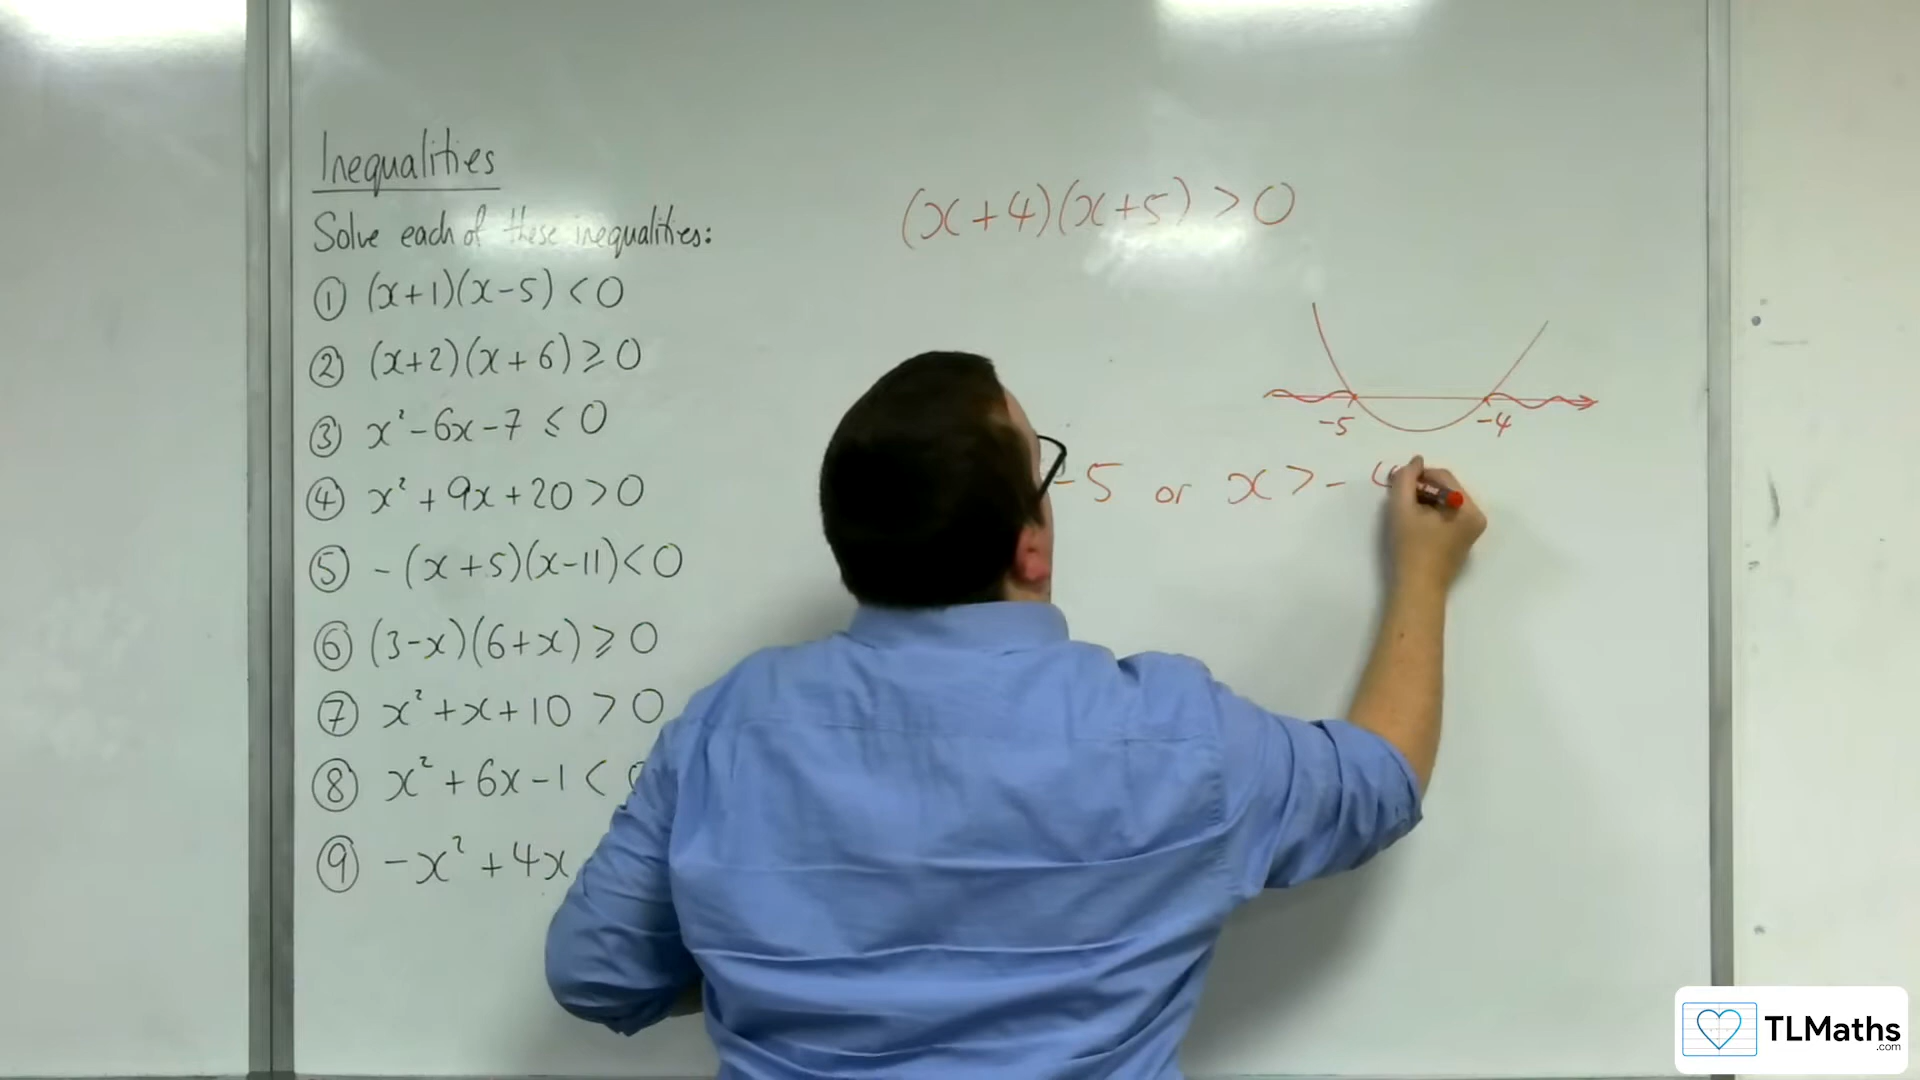 Inequalities
Solve each of these inequalities:
① (x+1)(x-5) < 0
② (x+2)(x+6) ≥ 0
③ x²-6x-7 ≤ 0
④ x²+9x+20 > 0
⑤ -(x+5)(x-11) < 0
⑥ (3-x)(6+x) ≥ 0
⑦ x²+x+10 > 0
⑧ x²+6x-1 <
⑨ -x²+4x
(x+4)(x+5) > 0
-5 -4
-5 or x > -4
TLMaths
.com